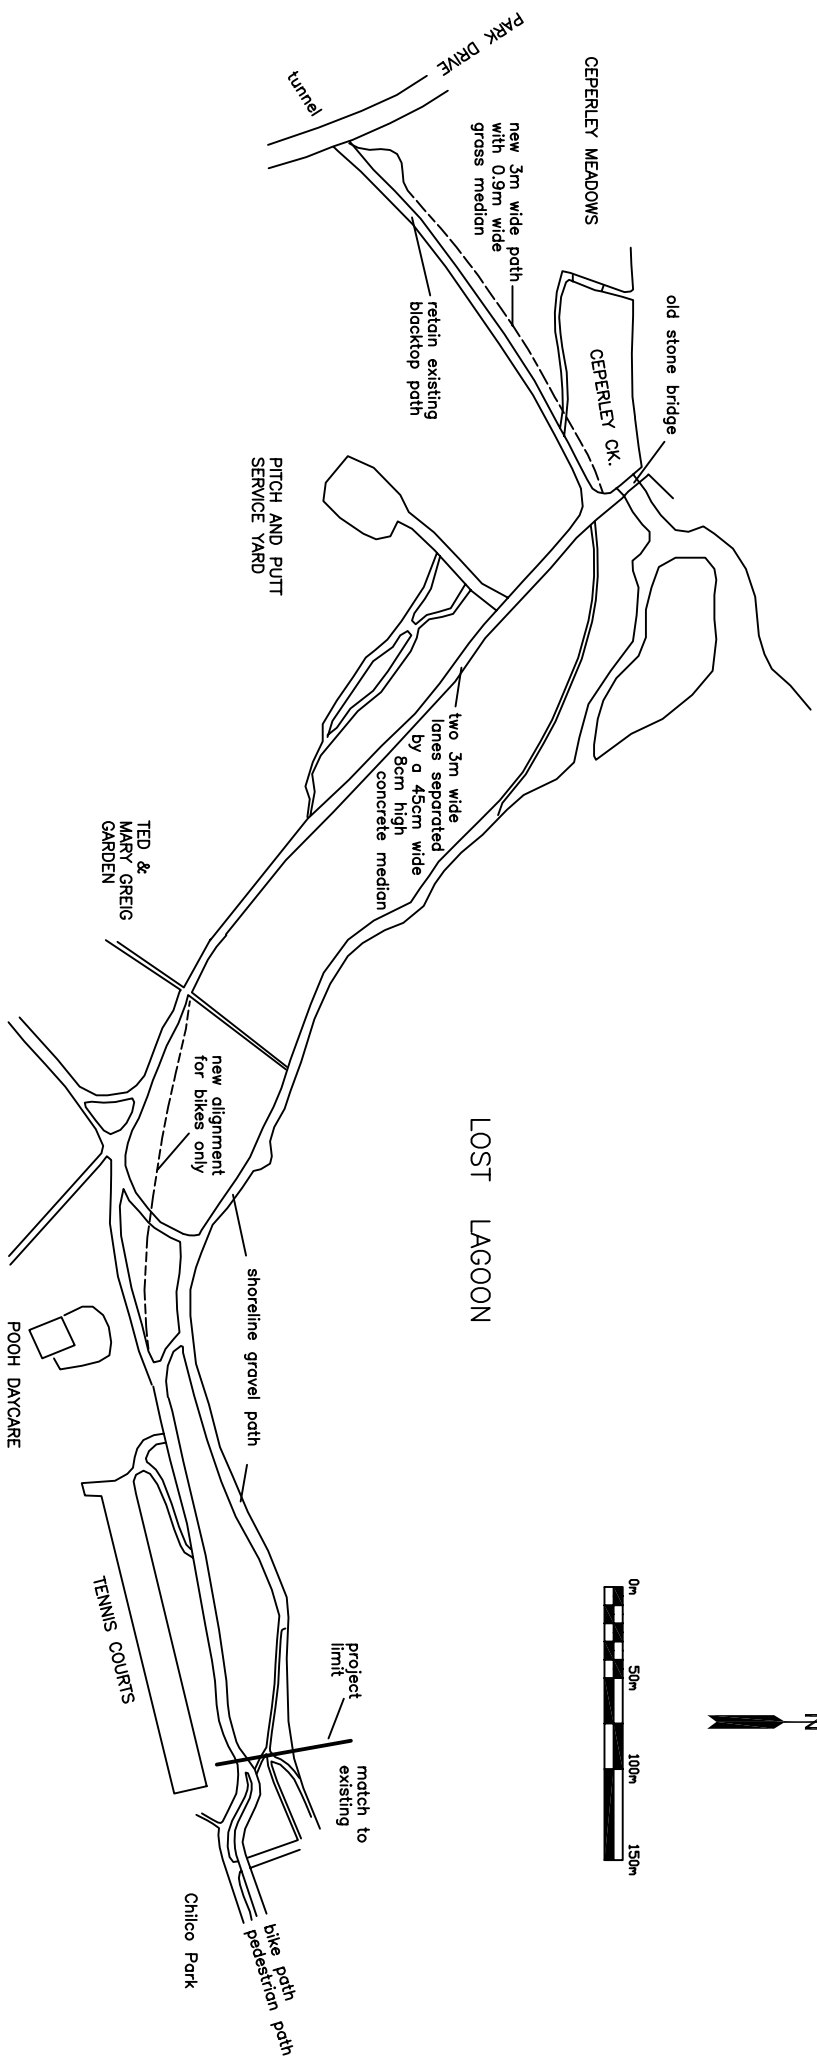 PARK DRIVE
tunnel
CEPERLEY MEADOWS
new 3m wide path
with 0.9m wide
grass median
retain existing
blacktop path
old stone bridge
CEPERLEY CK.
PITCH AND PUTT
SERVICE YARD
two 3m wide
lanes separated
by a 45cm wide
8cm high
concrete median
TED &
MARY GREIG
GARDEN
new alignment
for bikes only
LOST LAGOON
shoreline gravel path
POOH DAYCARE
TENNIS COURTS
project
limit
match to
existing
Chilco Park
bike path
pedestrian path
0m
50m
100m
150m
N